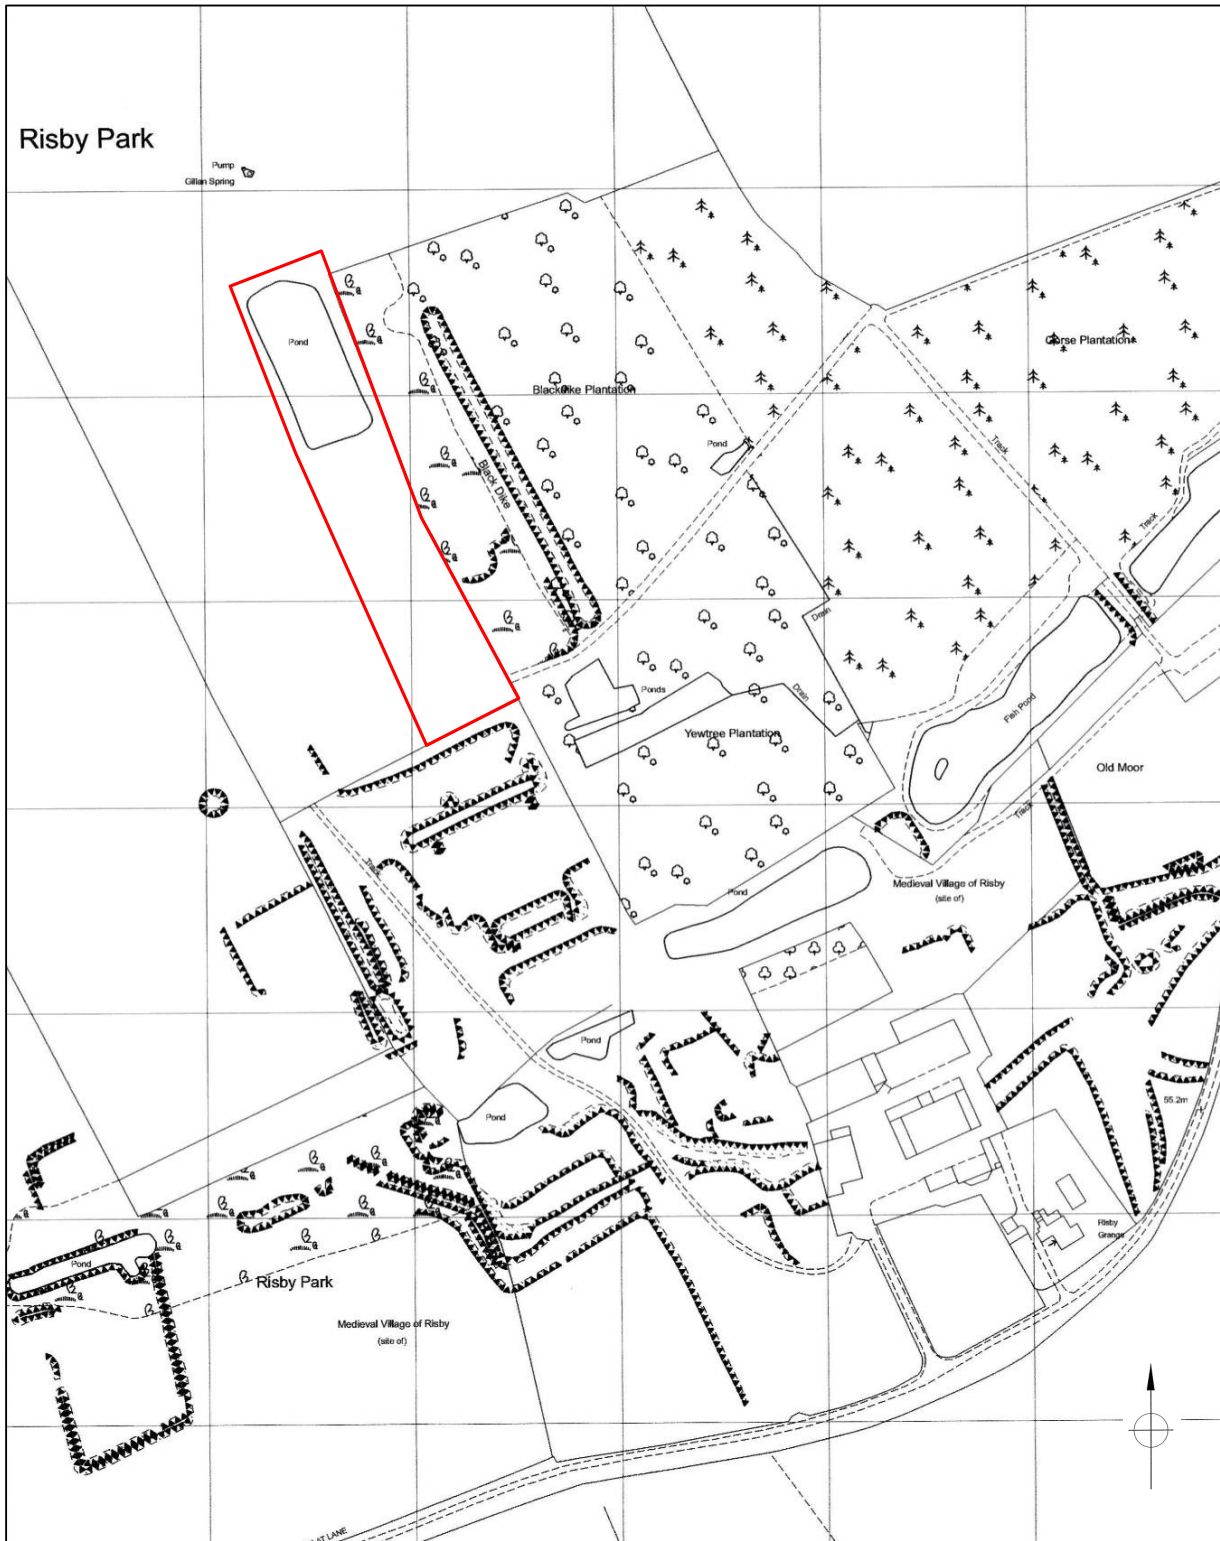 Risby Park
Pump
Gillan Spring
Pond
Gorse Plantation
Blackdike Plantation
Track
Pond
Black Dike
Track
Drain
Ponds
Drain
Fish Pond
Yewtree Plantation
Old Moor
Track
Track
Pond
Medieval Village of Risby
(site of)
Pond
Pond
55.2m
Risby
Grange
Pond
Risby Park
Medieval Village of Risby
(site of)
LANE